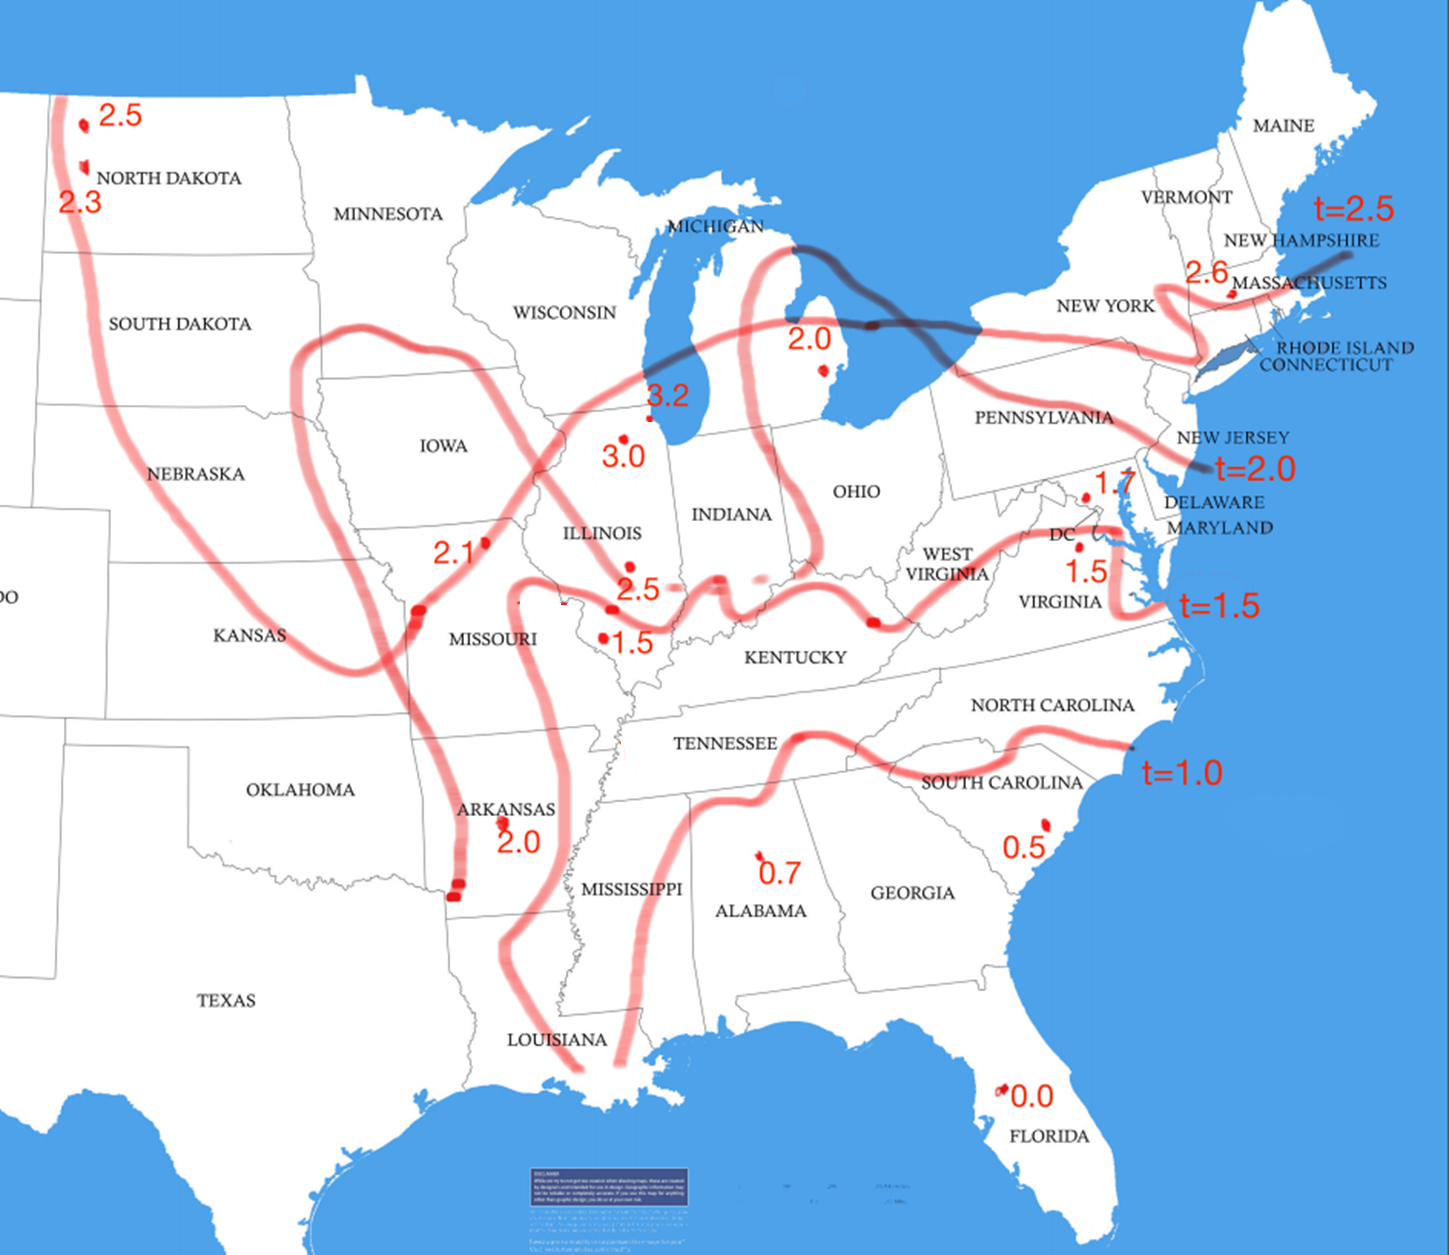 MAINE
2.5
NORTH DAKOTA
2.3
MINNESOTA
VERMONT
t=2.5
MICHIGAN
NEW HAMPSHIRE
2.6
MASSACHUSETTS
NEW YORK
WISCONSIN
SOUTH DAKOTA
2.0
RHODE ISLAND
CONNECTICUT
3.2
PENNSYLVANIA
NEW JERSEY
IOWA
3.0
NEBRASKA
t=2.0
1.7
OHIO
DELAWARE
INDIANA
MARYLAND
ILLINOIS
DC
2.1
WEST
VIRGINIA
1.5
2.5
DO
VIRGINIA
t=1.5
KANSAS
MISSOURI
1.5
KENTUCKY
NORTH CAROLINA
TENNESSEE
t=1.0
SOUTH CAROLINA
OKLAHOMA
ARKANSAS
2.0
0.5
0.7
MISSISSIPPI
GEORGIA
ALABAMA
TEXAS
LOUISIANA
0.0
FLORIDA
DISCLAIMER